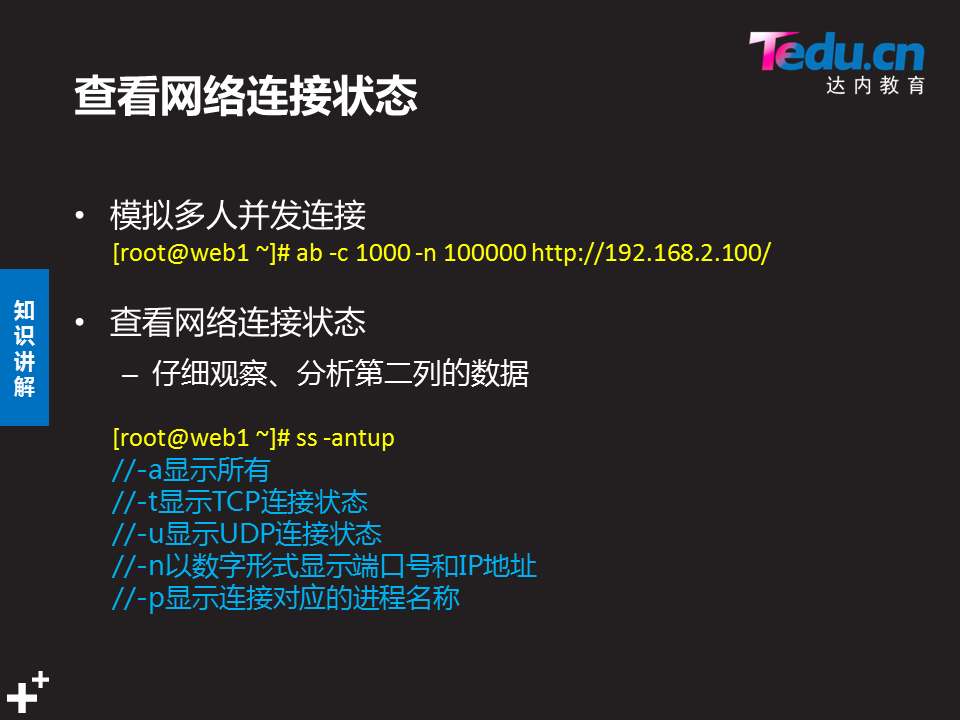 Tedu.cn
达内教育
查看网络连接状态
• 模拟多人并发连接
[root@web1 ~]# ab -c 1000 -n 100000 http://192.168.2.100/
知识讲解
• 查看网络连接状态
– 仔细观察、分析第二列的数据
[root@web1 ~]# ss -antup
//-a显示所有
//-t显示TCP连接状态
//-u显示UDP连接状态
//-n以数字形式显示端口号和IP地址
//-p显示连接对应的进程名称